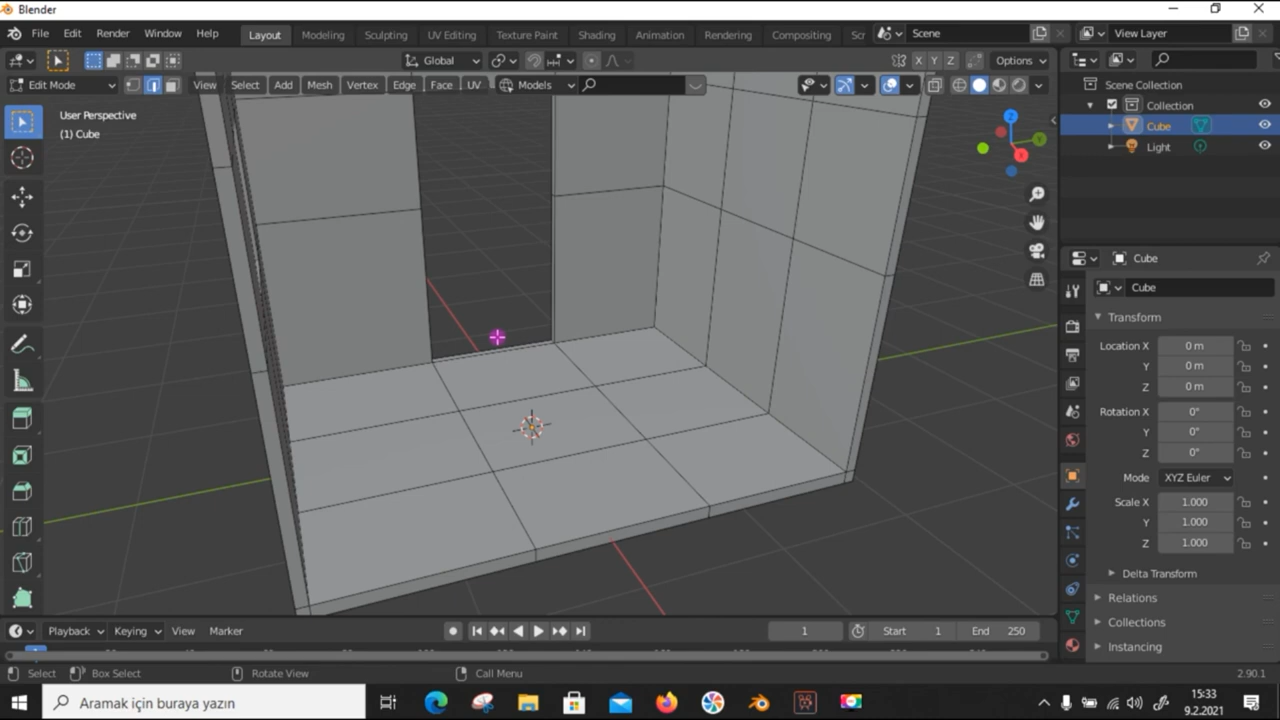 Blender
File Edit Render Window Help Layout Modeling Sculpting UV Editing Texture Paint Shading Animation Rendering Compositing Scr Scene View Layer
Global X Y Z Options
Edit Mode View Select Add Mesh Vertex Edge Face UV Models
User Perspective
(1) Cube
Z
Y
X
Scene Collection
Collection
Cube
Light
Cube
Cube
Transform
Location X 0 m
Y 0 m
Z 0 m
Rotation X 0°
Y 0°
Z 0°
Mode XYZ Euler
Scale X 1.000
Y 1.000
Z 1.000
Delta Transform
Relations
Collections
Instancing
Playback Keying View Marker 1 Start 1 End 250
Select Box Select Rotate View Call Menu 2.90.1
Aramak için buraya yazın
15:33
9.2.2021